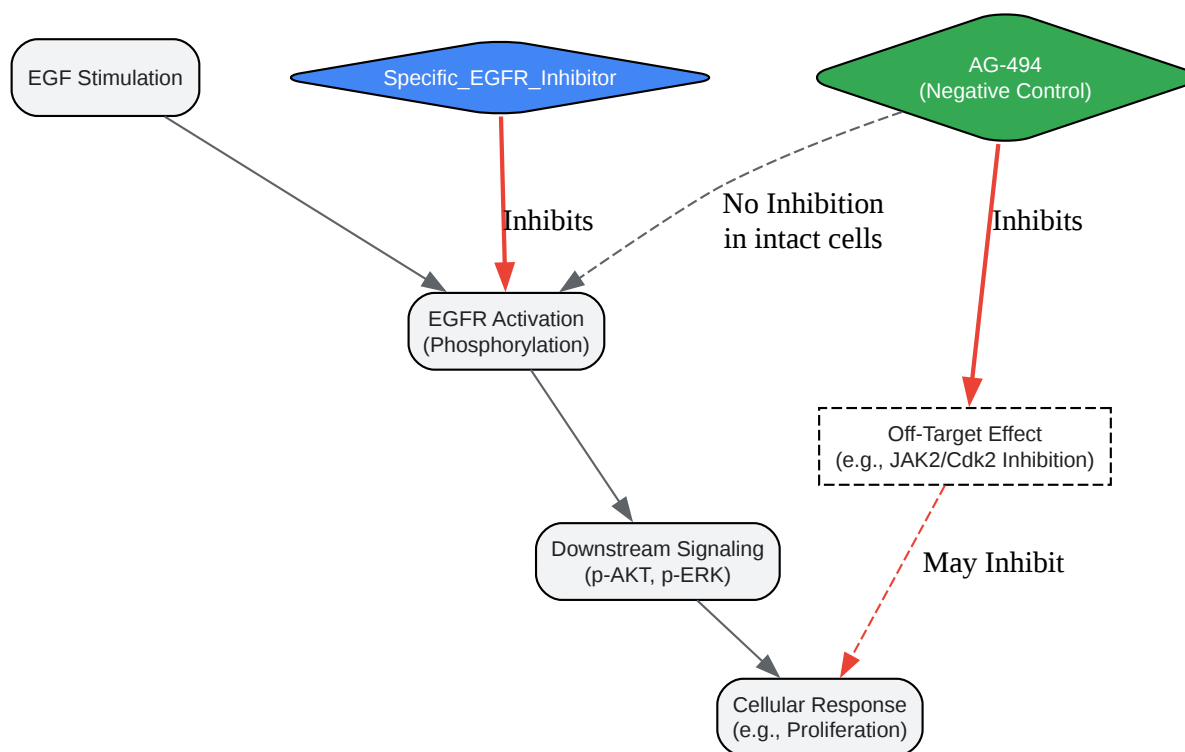 EGF Stimulation
Specific_EGFR_Inhibitor
AG-494
(Negative Control)
No Inhibition
in intact cells
Inhibits
Inhibits
EGFR Activation
(Phosphorylation)
Off-Target Effect
(e.g., JAK2/Cdk2 Inhibition)
Downstream Signaling
(p-AKT, p-ERK)
May Inhibit
Cellular Response
(e.g., Proliferation)